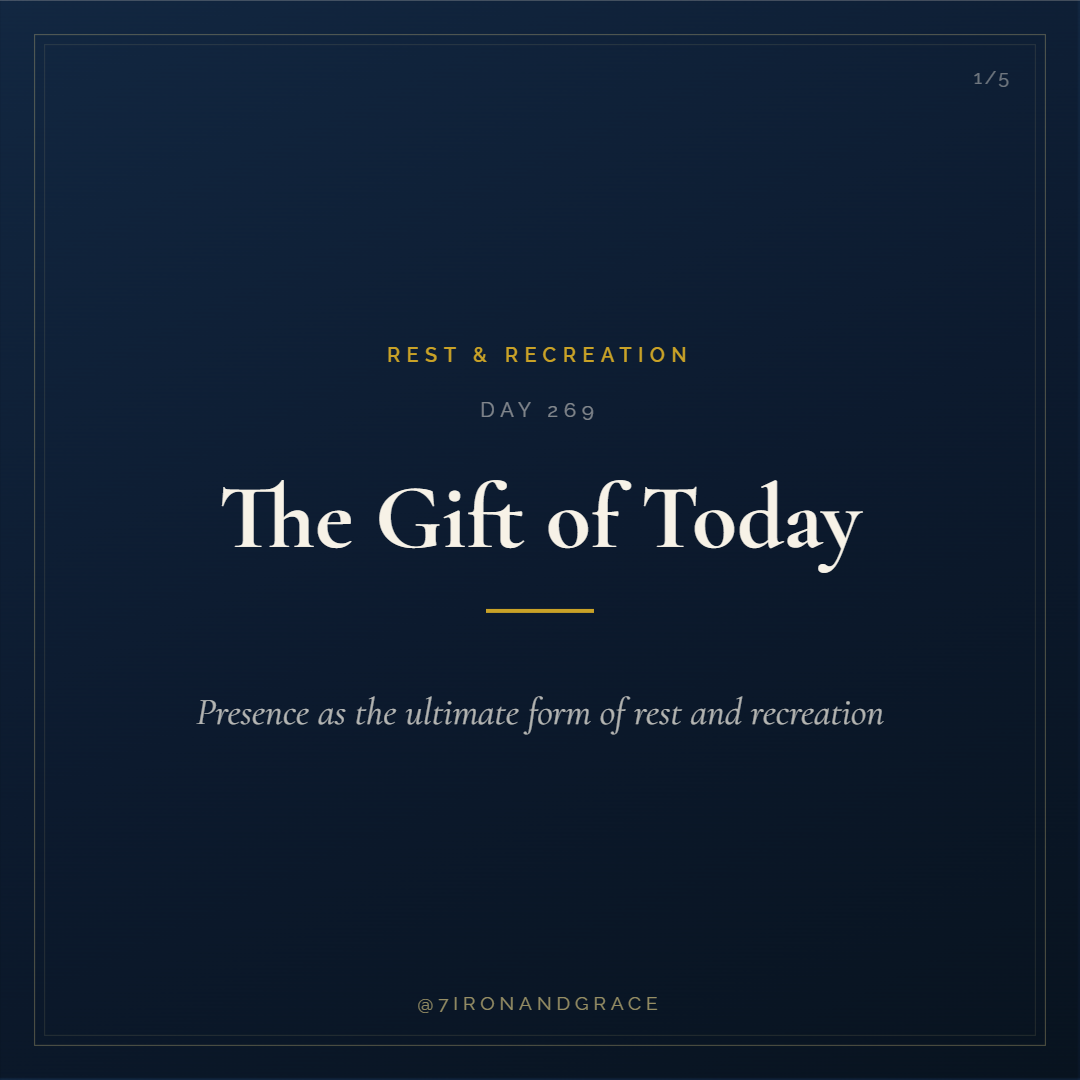 1/5
REST & RECREATION
DAY 269
The Gift of Today
Presence as the ultimate form of rest and recreation
@7IRONANDGRACE